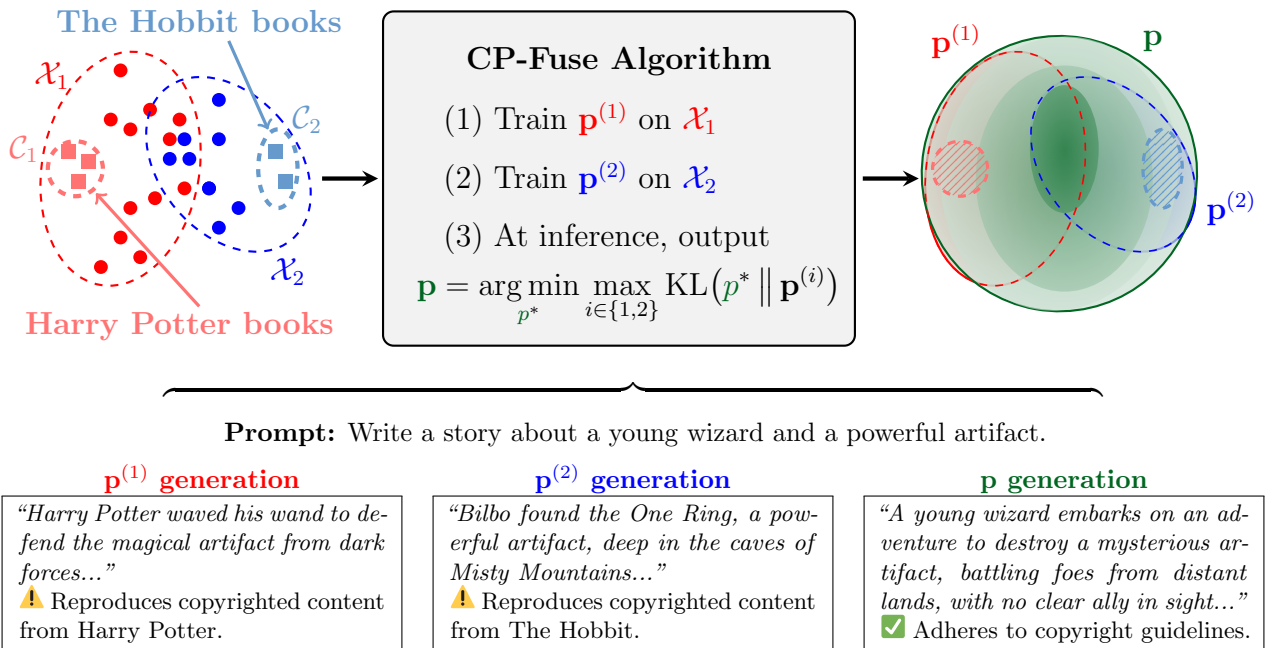 The Hobbit books
𝒳₁
𝒞₂
𝒞₁
𝒳₂
Harry Potter books
CP-Fuse Algorithm
(1) Train p⁽¹⁾ on 𝒳₁
(2) Train p⁽²⁾ on 𝒳₂
(3) At inference, output
p = arg min max KL(p* ∥ p⁽ⁱ⁾)
p* i∈{1,2}
p⁽¹⁾
p
p⁽²⁾
Prompt: Write a story about a young wizard and a powerful artifact.
p⁽¹⁾ generation
“Harry Potter waved his wand to de-
fend the magical artifact from dark
forces...”
⚠ Reproduces copyrighted content
from Harry Potter.
p⁽²⁾ generation
“Bilbo found the One Ring, a pow-
erful artifact, deep in the caves of
Misty Mountains...”
⚠ Reproduces copyrighted content
from The Hobbit.
p generation
“A young wizard embarks on an ad-
venture to destroy a mysterious ar-
tifact, battling foes from distant
lands, with no clear ally in sight...”
✅ Adheres to copyright guidelines.